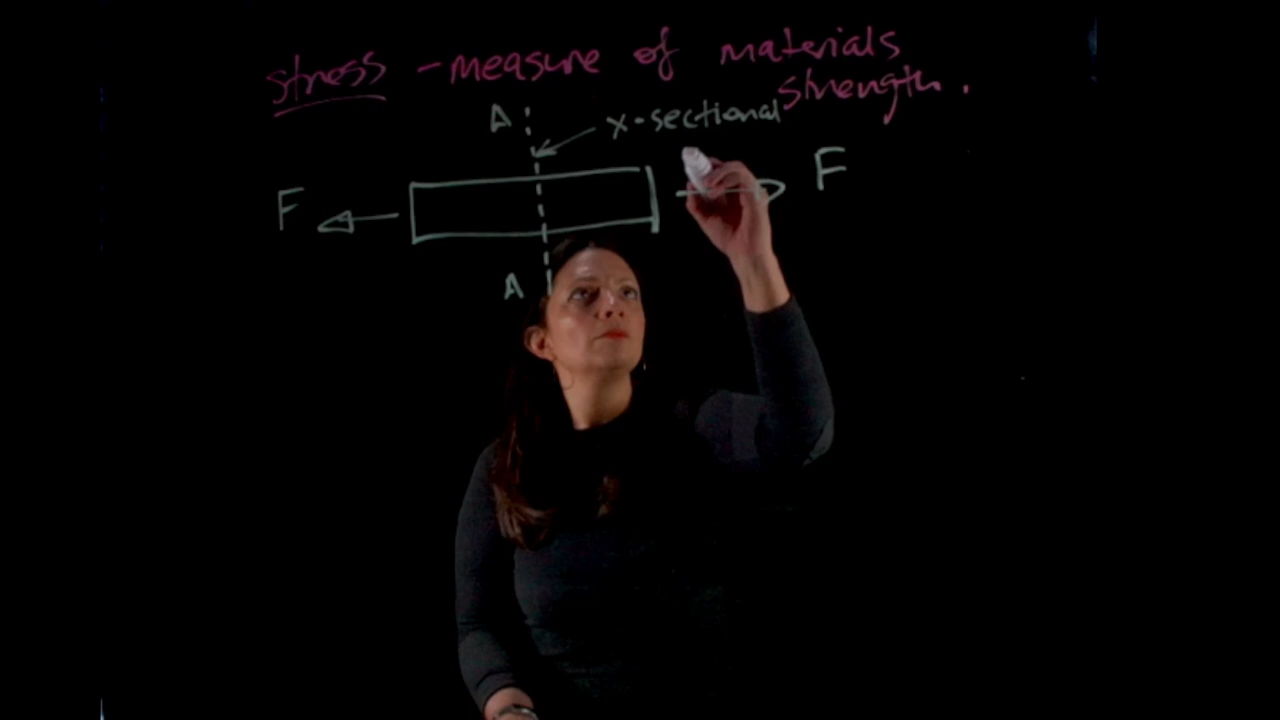 stress - measure of materials
strength.
A
x-sectional
F
F
A